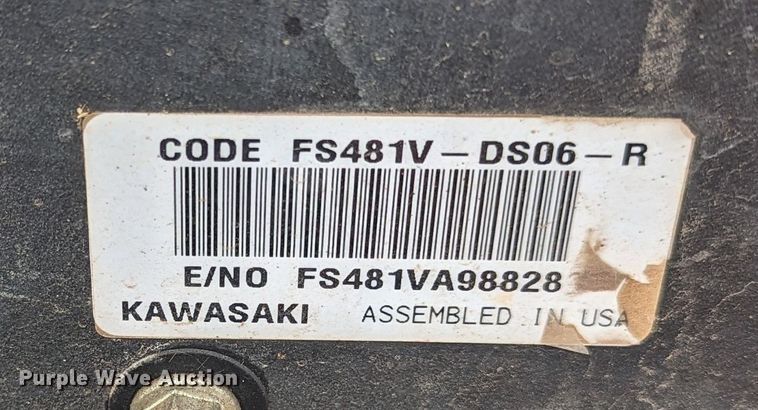 CODE FS481V-DS06-R
E/NO FS481VA98828
KAWASAKI ASSEMBLED IN USA
Purple Wave Auction